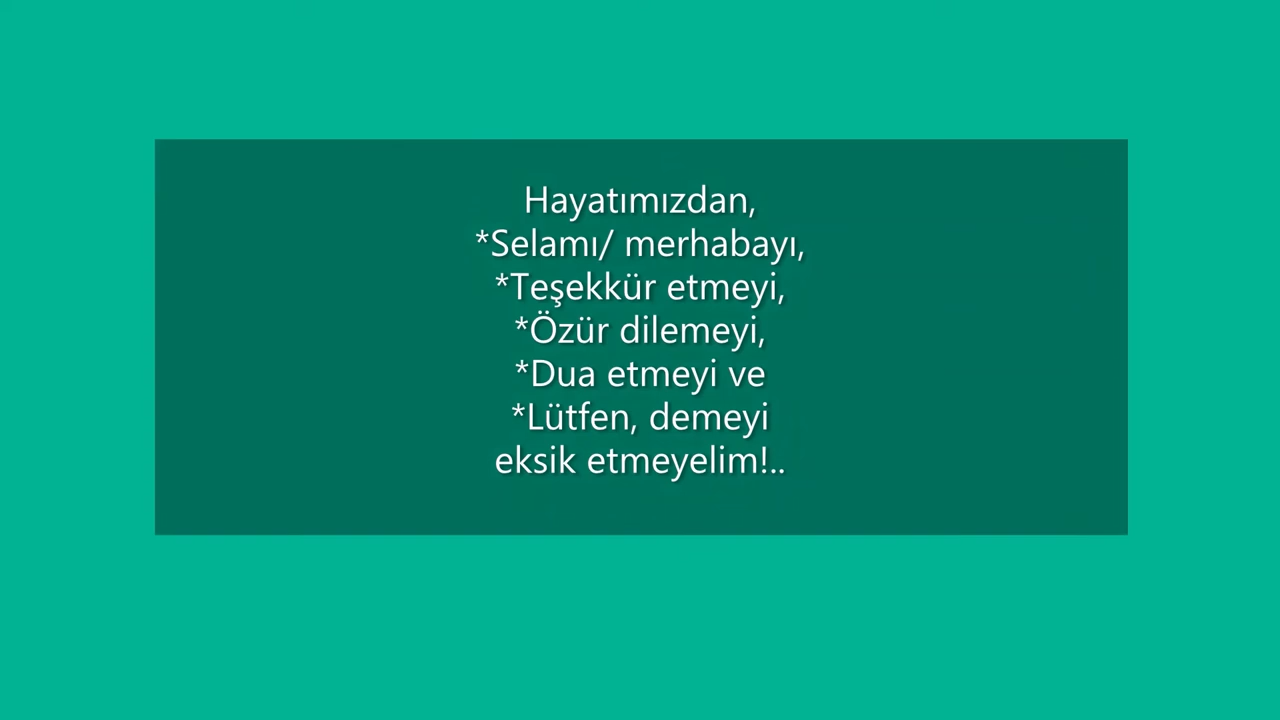 Hayatımızdan,
*Selamı/ merhabayı,
*Teşekkür etmeyi,
*Özür dilemeyi,
*Dua etmeyi ve
*Lütfen, demeyi
eksik etmeyelim!..